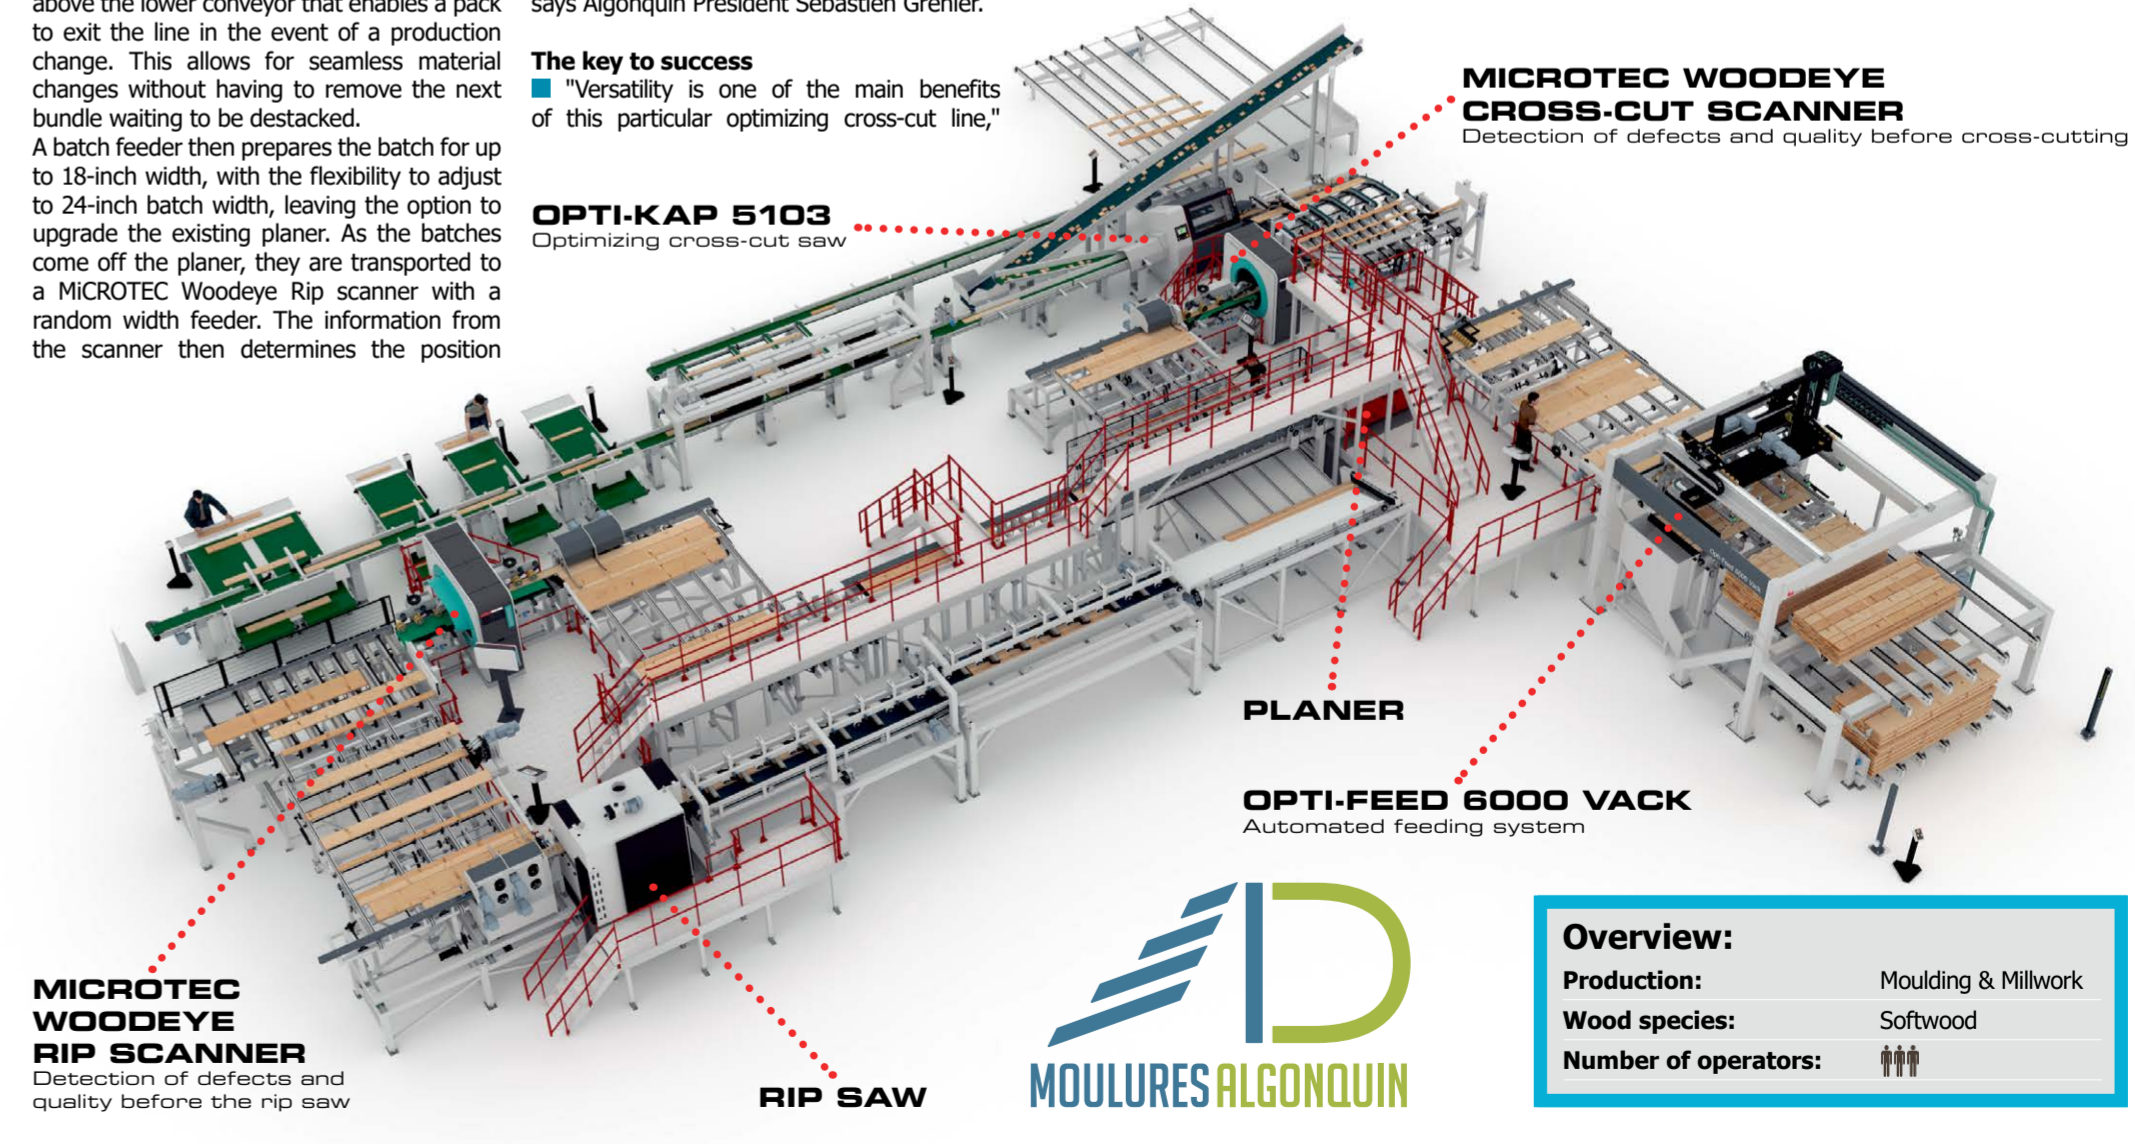 above the lower conveyor that enables a pack
to exit the line in the event of a production
change. This allows for seamless material
changes without having to remove the next
bundle waiting to be destacked.
A batch feeder then prepares the batch for up
to 18-inch width, with the flexibility to adjust
to 24-inch batch width, leaving the option to
upgrade the existing planer. As the batches
come off the planer, they are transported to
a MiCROTEC Woodeye Rip scanner with a
random width feeder. The information from
the scanner then determines the position
says Algonquin President Sébastien Grenier.
The key to success
"Versatility is one of the main benefits
of this particular optimizing cross-cut line,"
OPTI-KAP 5103
Optimizing cross-cut saw
MICROTEC WOODEYE
CROSS-CUT SCANNER
Detection of defects and quality before cross-cutting
Opti-Feed 6000 Vack
PLANER
OPTI-FEED 6000 VACK
Automated feeding system
MICROTEC
WOODEYE
RIP SCANNER
Detection of defects and
quality before the rip saw
RIP SAW
MOULURES ALGONQUIN
Overview:
Production: Moulding & Millwork
Wood species: Softwood
Number of operators: